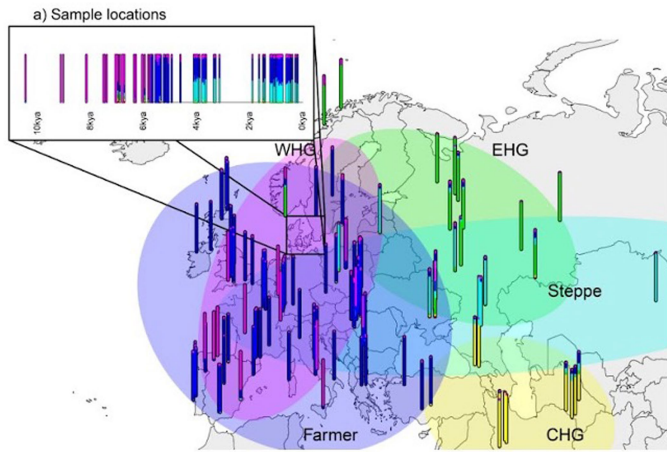 a) Sample locations
10kya
8kya
6kya
4kya
2kya
0kya
WHG
EHG
Steppe
Farmer
CHG